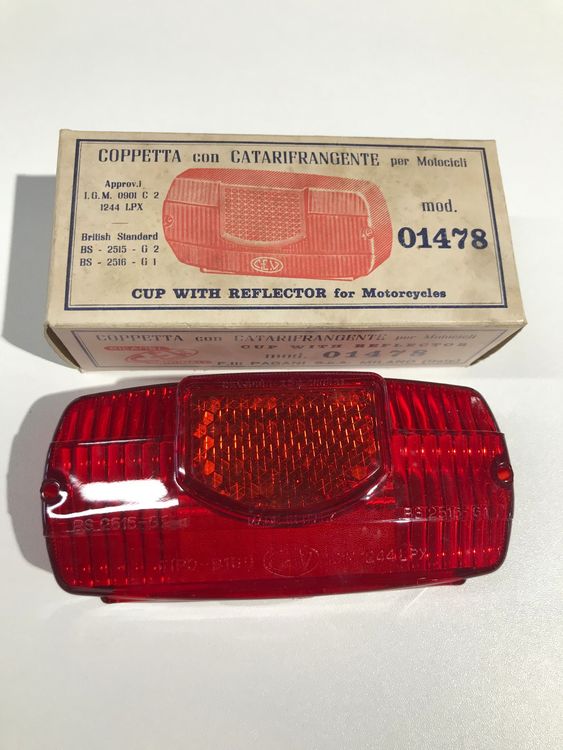 COPPETTA con CATARIFRANGENTE per Motocicli
Approv.i
I.G.M. 0901 C 2
1244 LPX
British Standard
BS - 2515 - G 2
BS - 2516 - G 1
C.E.V.
mod.
01478
CUP WITH REFLECTOR for Motorcycles
COPPETTA con CATARIFRANGENTE per Motocicli
CUP WITH REFLECTOR
mod. 01478
F.lli PAGANI S.p.A. MILANO (Italy)
BS 2515-G2
BS 2516-G1
CEV
1244 LPX